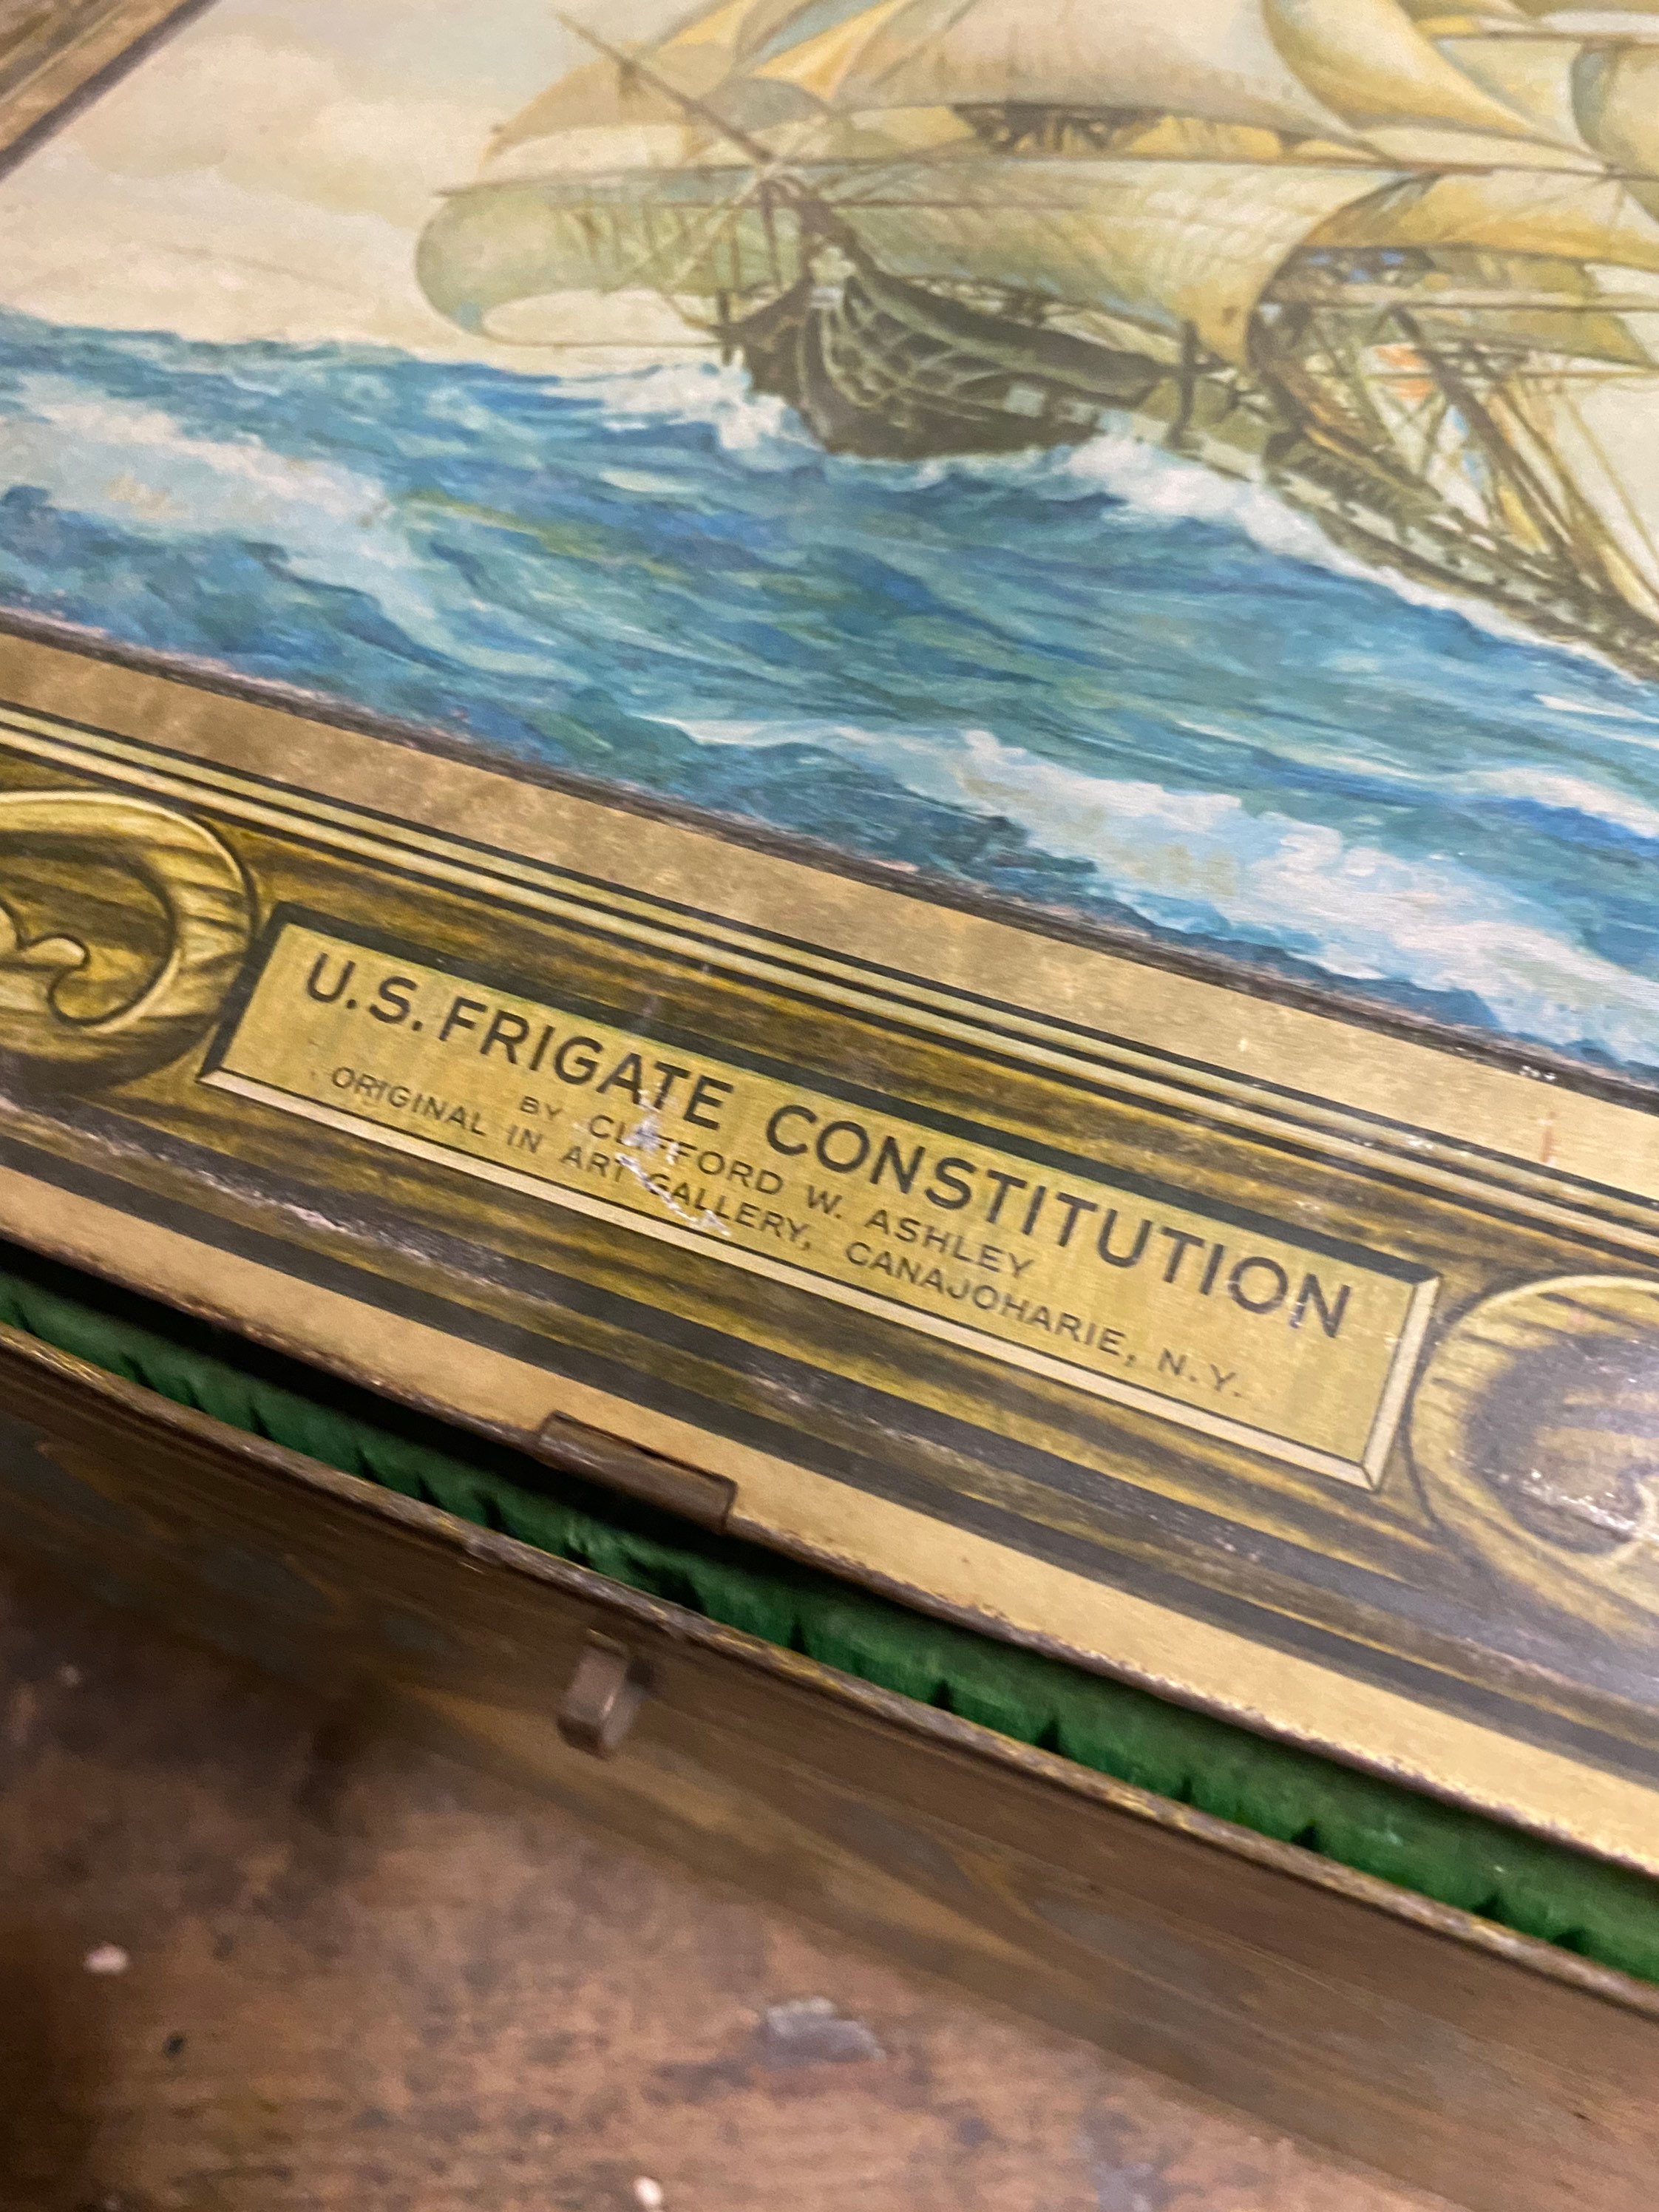 U.S. FRIGATE CONSTITUTION
BY CLIFFORD W. ASHLEY
ORIGINAL IN ART GALLERY, CANAJOHARIE, N.Y.